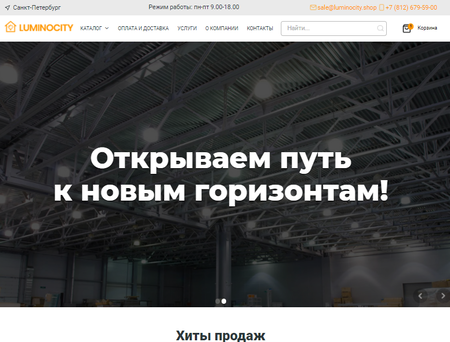 Санкт-Петербург
Режим работы: пн-пт 9.00-18.00
sale@luminocity.shop
+7 (812) 679-59-00
LUMINOCITY
КАТАЛОГ
ОПЛАТА И ДОСТАВКА
УСЛУГИ
О КОМПАНИИ
КОНТАКТЫ
Найти...
Корзина
Открываем путь
к новым горизонтам!
Хиты продаж